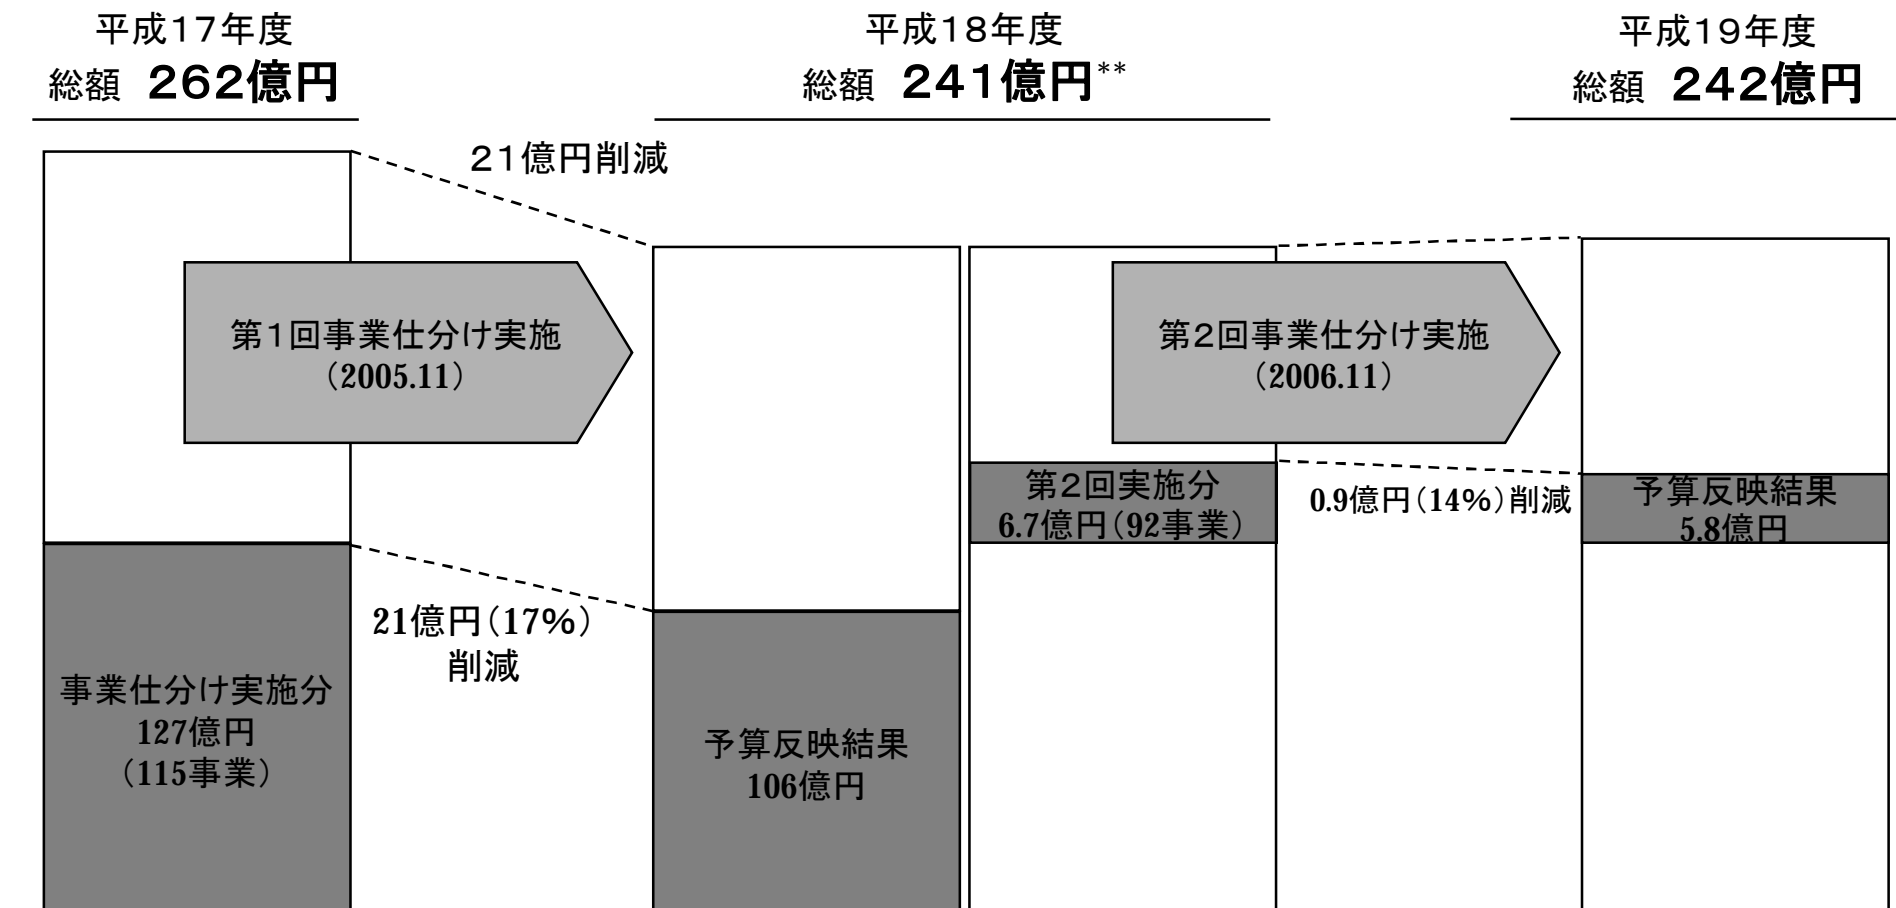 平成17年度
総額 262億円
平成18年度
総額 241億円**
平成19年度
総額 242億円
21億円削減
第1回事業仕分け実施
（2005.11）
第2回事業仕分け実施
（2006.11）
第2回実施分
6.7億円（92事業）
0.9億円（14%）削減
予算反映結果
5.8億円
21億円（17%）
削減
事業仕分け実施分
127億円
（115事業）
予算反映結果
106億円